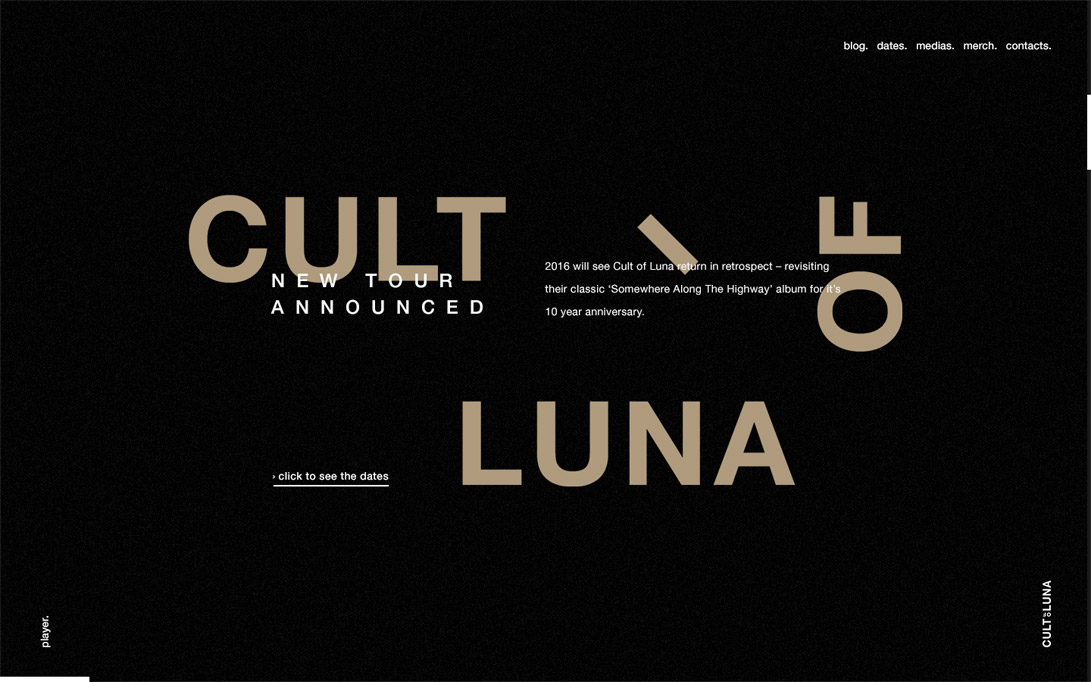 blog. dates. medias. merch. contacts.
CULT
OF
NEW TOUR
ANNOUNCED
2016 will see Cult of Luna return in retrospect – revisiting
their classic ‘Somewhere Along The Highway’ album for it’s
10 year anniversary.
LUNA
› click to see the dates
player.
CULT OF LUNA